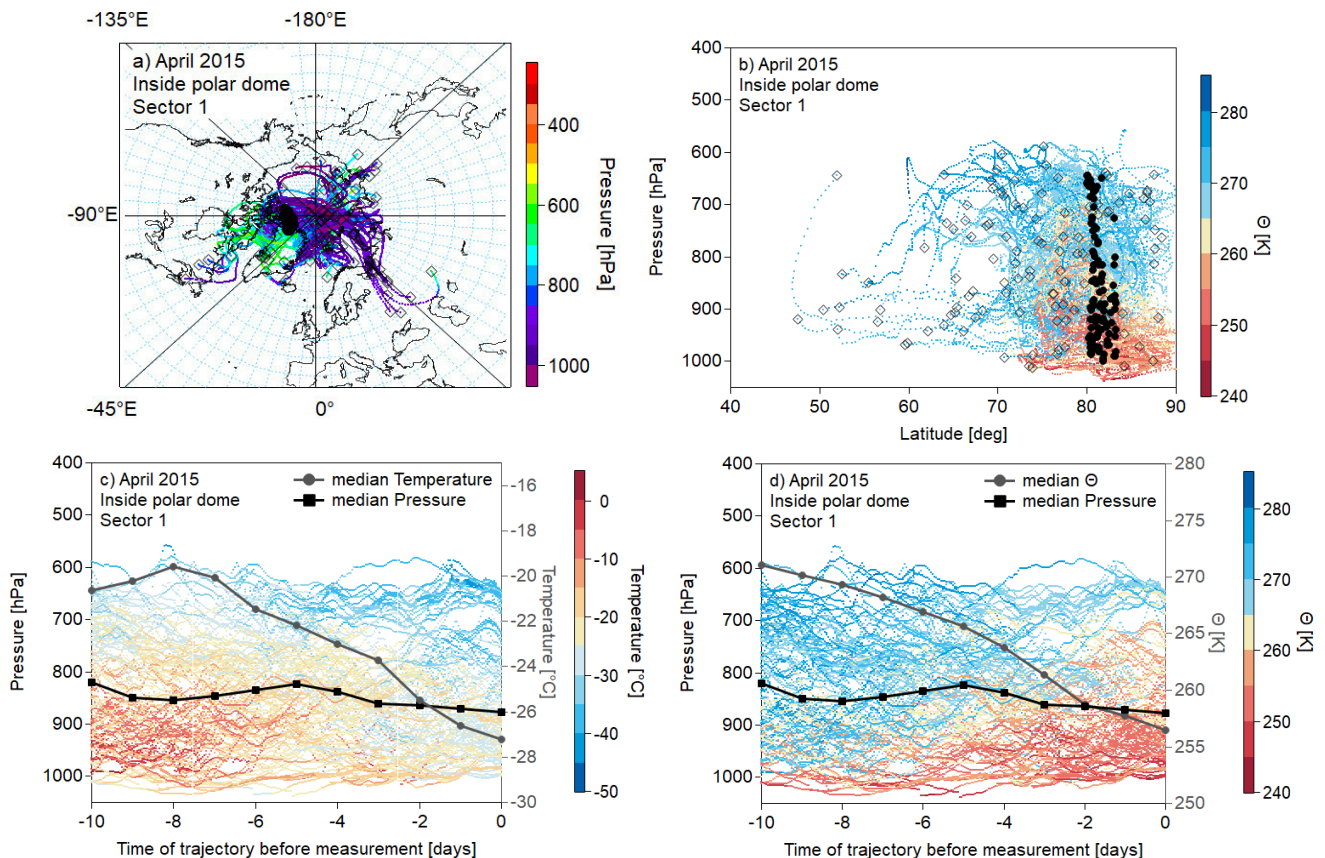 -135°E
-180°E
a) April 2015
Inside polar dome
Sector 1
-90°E
-45°E
0°
400
600
800
1000
Pressure [hPa]
b) April 2015
Inside polar dome
Sector 1
400
500
600
700
800
900
1000
Pressure [hPa]
40
50
60
70
80
90
Latitude [deg]
280
270
260
250
240
Θ [K]
c) April 2015
Inside polar dome
Sector 1
median Temperature
median Pressure
400
500
600
700
800
900
1000
Pressure [hPa]
-10
-8
-6
-4
-2
0
Time of trajectory before measurement [days]
-16
-18
-20
-22
-24
-26
-28
-30
Temperature [°C]
0
-10
-20
-30
-40
-50
Temperature [°C]
d) April 2015
Inside polar dome
Sector 1
median Θ
median Pressure
400
500
600
700
800
900
1000
Pressure [hPa]
-10
-8
-6
-4
-2
0
Time of trajectory before measurement [days]
280
275
270
265
260
255
250
Θ [K]
280
270
260
250
240
Θ [K]